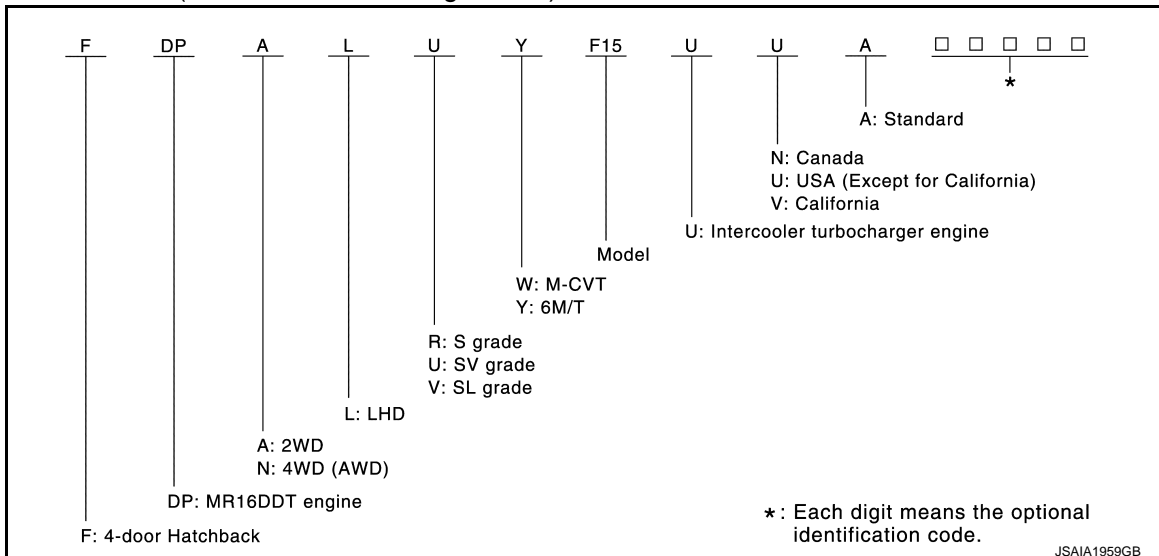 F DP A L U Y F15 U U A □ □ □ □ □
*
A: Standard
N: Canada
U: USA (Except for California)
V: California
U: Intercooler turbocharger engine
Model
W: M-CVT
Y: 6M/T
R: S grade
U: SV grade
V: SL grade
L: LHD
A: 2WD
N: 4WD (AWD)
DP: MR16DDT engine
F: 4-door Hatchback
*: Each digit means the optional
identification code.
JSAIA1959GB